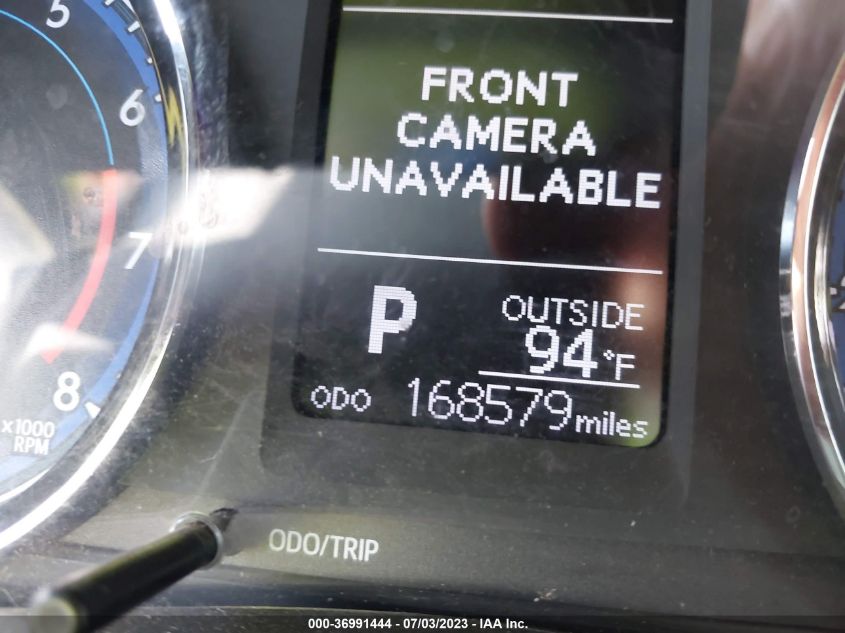 5
6
7
8
x1000
RPM
FRONT
CAMERA
UNAVAILABLE
P
OUTSIDE
94°F
ODO 168579 miles
ODO/TRIP
000-36991444 - 07/03/2023 - IAA Inc.